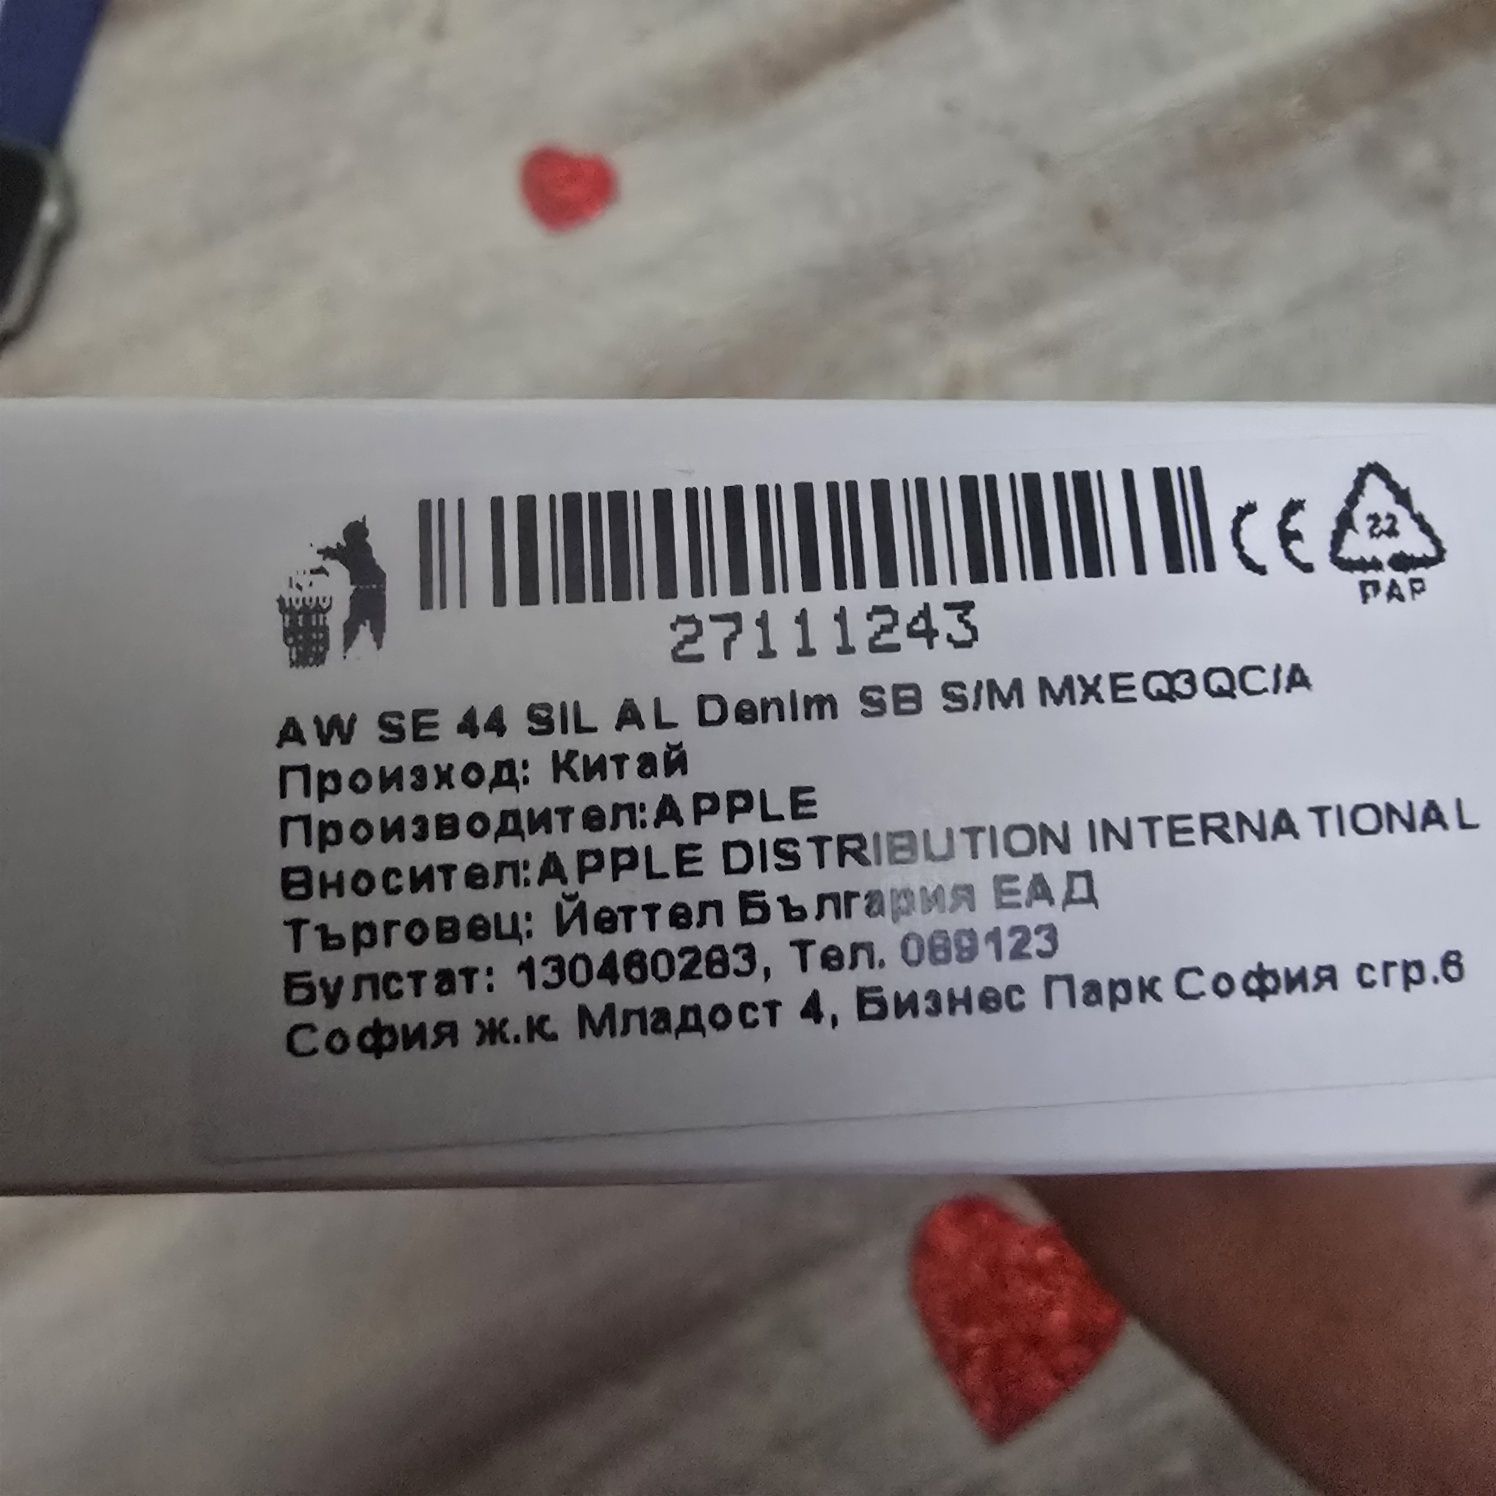 22
PAP
27111243
AW SE 44 SIL AL Denim SB S/M MXEQ3QC/A
Произход: Китай
Производител:APPLE
Вносител:APPLE DISTRIBUTION INTERNATIONAL
Търговец: Йеттел България ЕАД
Булстат: 130460283, Тел. 089123
София ж.к. Младост 4, Бизнес Парк София сгр.6